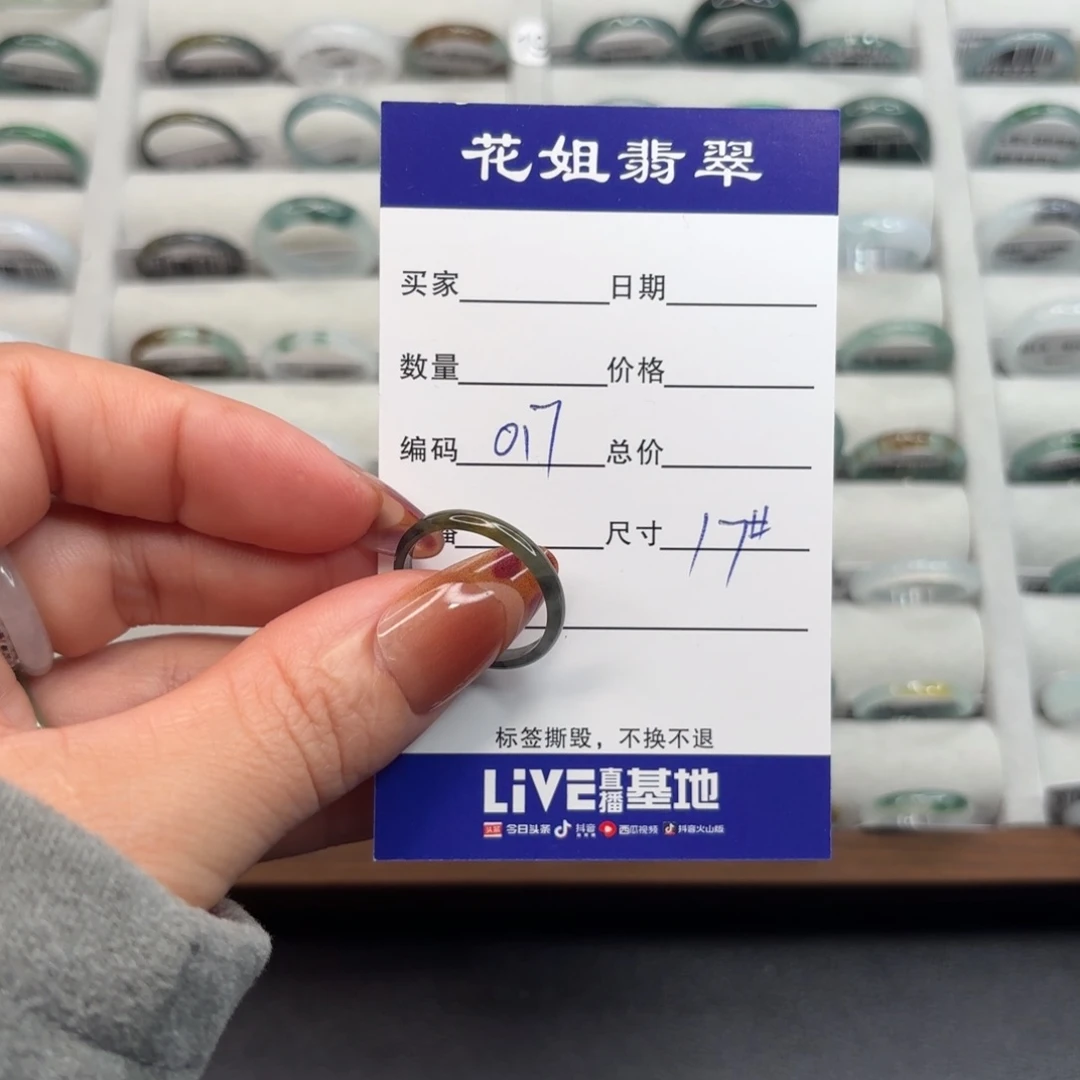 花姐翡翠
买家 日期
数量 价格
编码 017 总价
尺寸 17#
标签撕毁，不换不退
LiVE直播基地
头条 今日头条 抖音 西瓜视频 抖音火山版